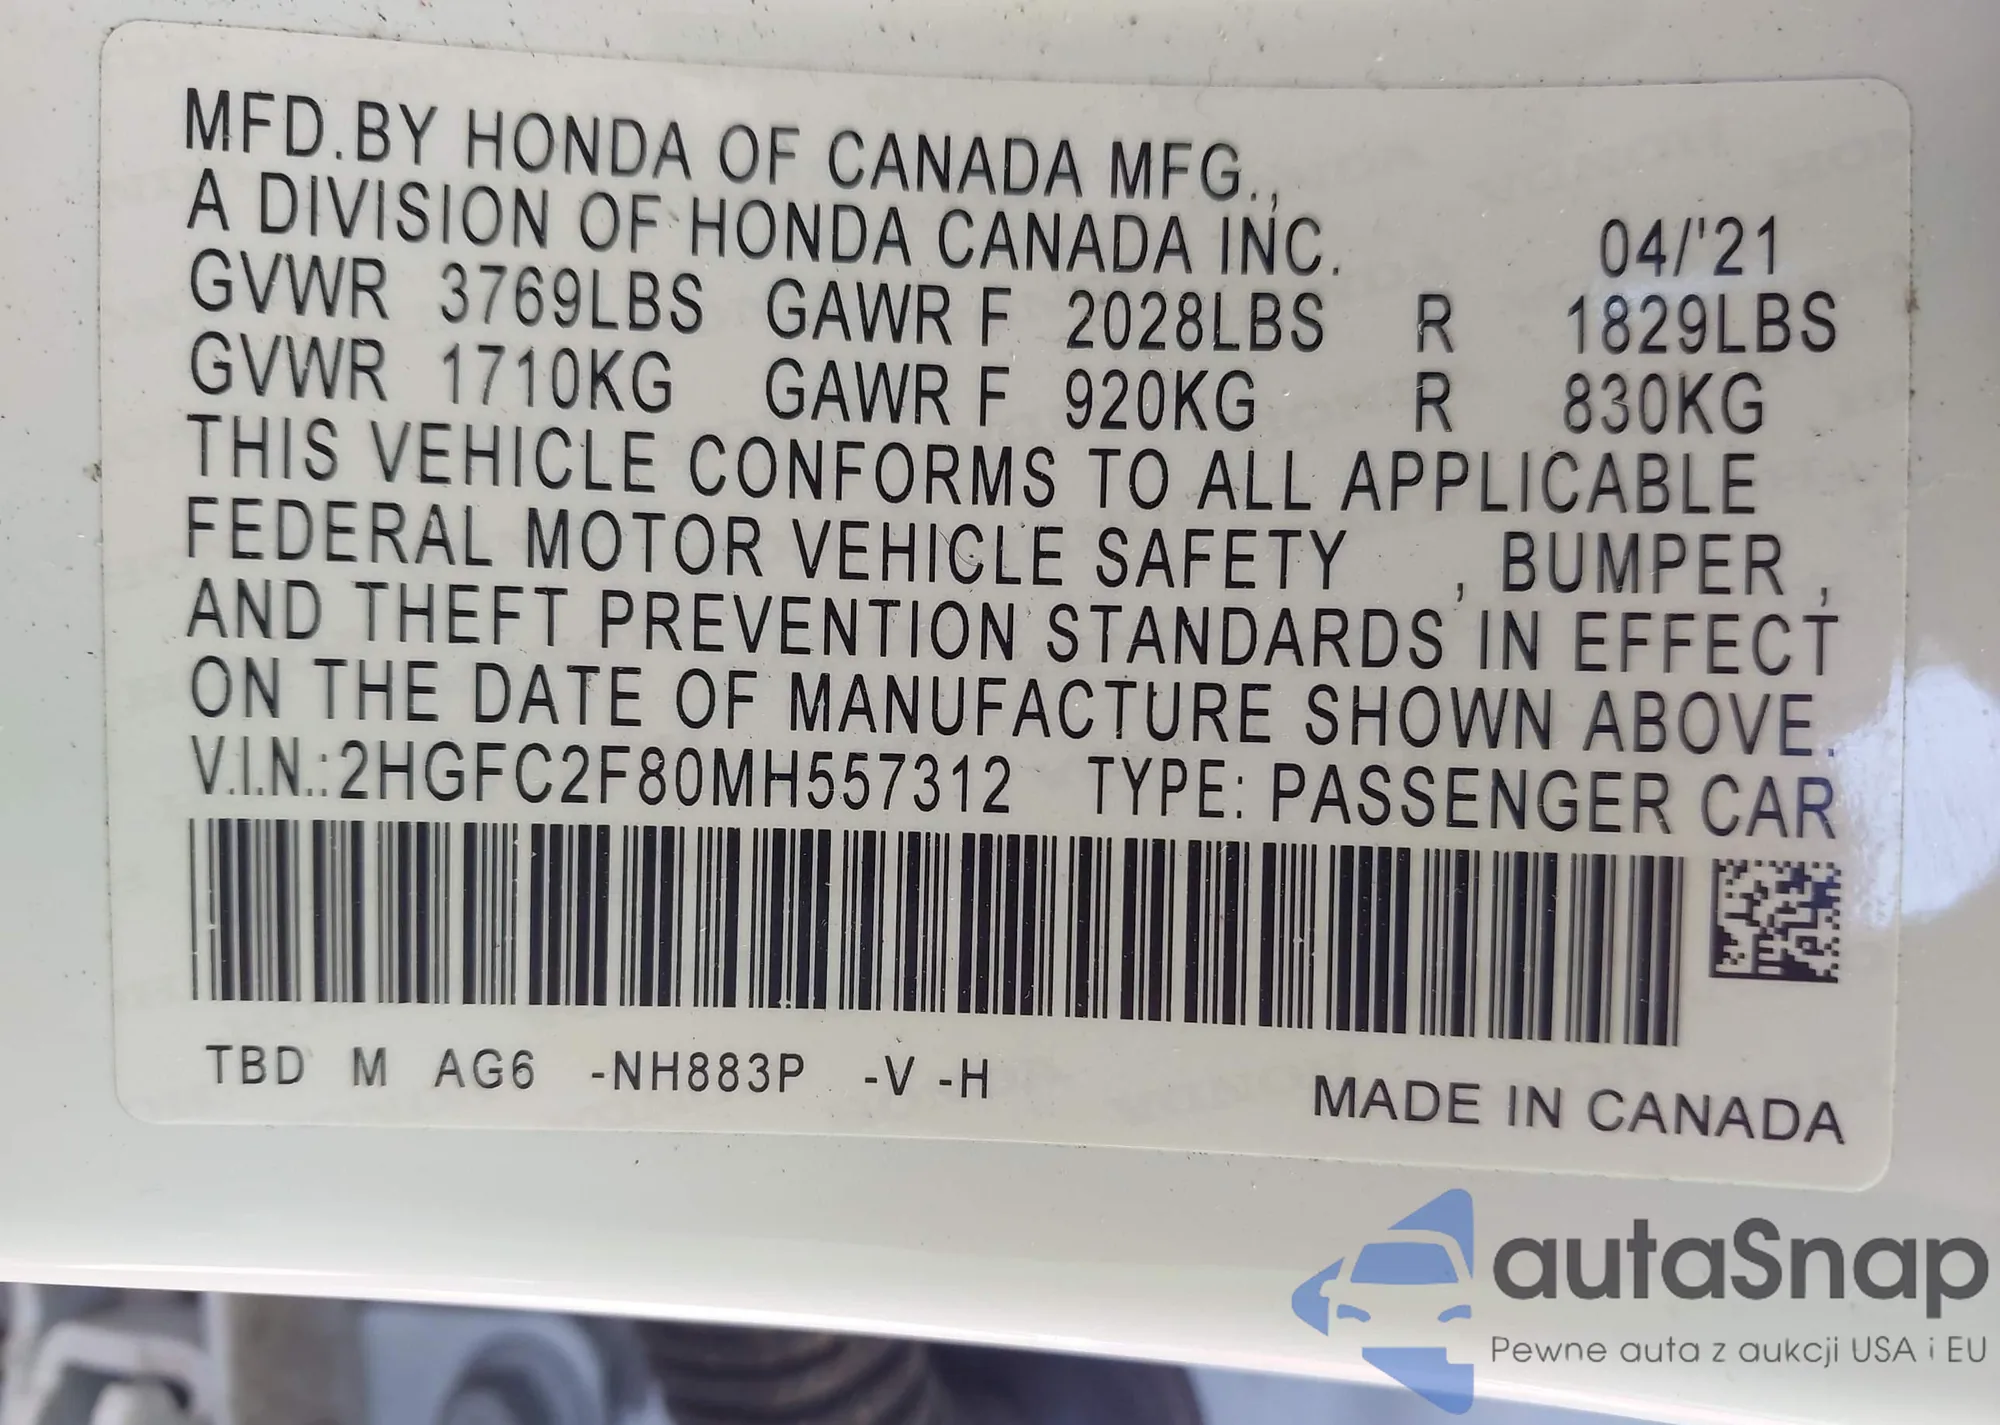 MFD.BY HONDA OF CANADA MFG.,
A DIVISION OF HONDA CANADA INC. 04/'21
GVWR 3769LBS GAWR F 2028LBS R 1829LBS
GVWR 1710KG GAWR F 920KG R 830KG
THIS VEHICLE CONFORMS TO ALL APPLICABLE
FEDERAL MOTOR VEHICLE SAFETY , BUMPER ,
AND THEFT PREVENTION STANDARDS IN EFFECT
ON THE DATE OF MANUFACTURE SHOWN ABOVE.
V.I.N.:2HGFC2F80MH557312 TYPE: PASSENGER CAR
TBD M AG6 -NH883P -V -H
MADE IN CANADA
autaSnap
Pewne auta z aukcji USA i EU